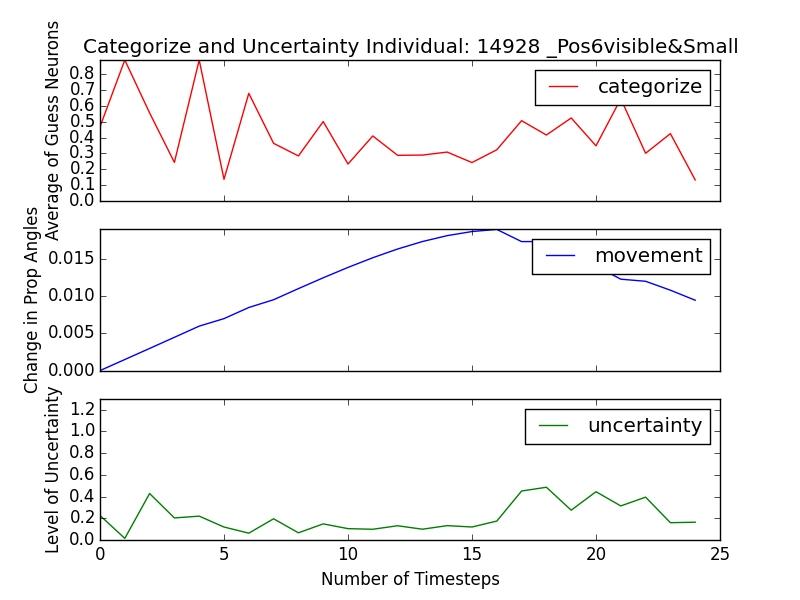 Categorize and Uncertainty Individual: 14928 _Pos6visible&Small
Average of Guess Neurons
0.8
0.7
0.6
0.5
0.4
0.3
0.2
0.1
0.0
categorize
Change in Prop Angles
0.015
0.010
0.005
0.000
movement
Level of Uncertainty
1.2
1.0
0.8
0.6
0.4
0.2
0.0
uncertainty
0 5 10 15 20 25
Number of Timesteps